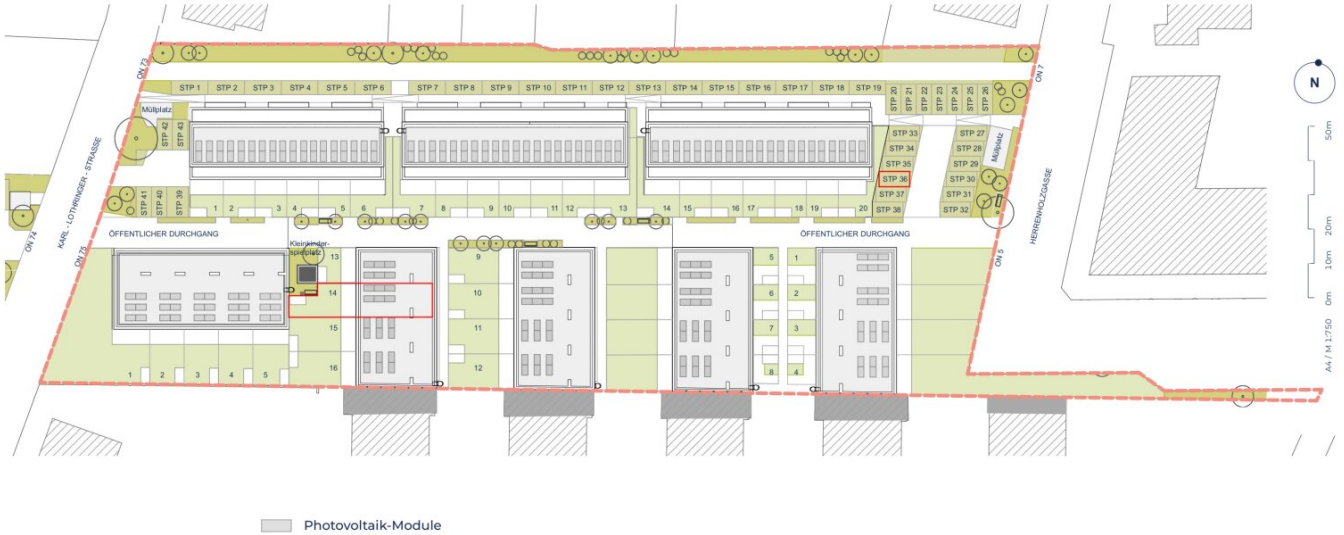 ON 73
ON 7
STP 1
STP 2
STP 3
STP 4
STP 5
STP 6
STP 7
STP 8
STP 9
STP 10
STP 11
STP 12
STP 13
STP 14
STP 15
STP 16
STP 17
STP 18
STP 19
STP 20
STP 21
STP 22
STP 23
STP 24
STP 25
STP 26
N
Müllplatz
STP 42
STP 43
STP 33
STP 27
STP 34
STP 28
STP 35
STP 29
STP 36
STP 30
STP 37
STP 31
STP 38
STP 32
Müllplatz
STP 41
STP 40
STP 39
1
2
3
4
5
6
7
8
9
10
11
12
13
14
15
16
17
18
19
20
KARL - LOTHRINGER - STRASSE
HERRENHOLZGASSE
ON 74
ON 75
ON 5
ÖFFENTLICHER DURCHGANG
ÖFFENTLICHER DURCHGANG
Kleinkinder-
spielplatz
13
14
15
16
9
10
11
12
5
6
7
8
1
2
3
4
1
2
3
4
5
50m
20m
10m
0m
A4 / M 1:750
Photovoltaik-Module